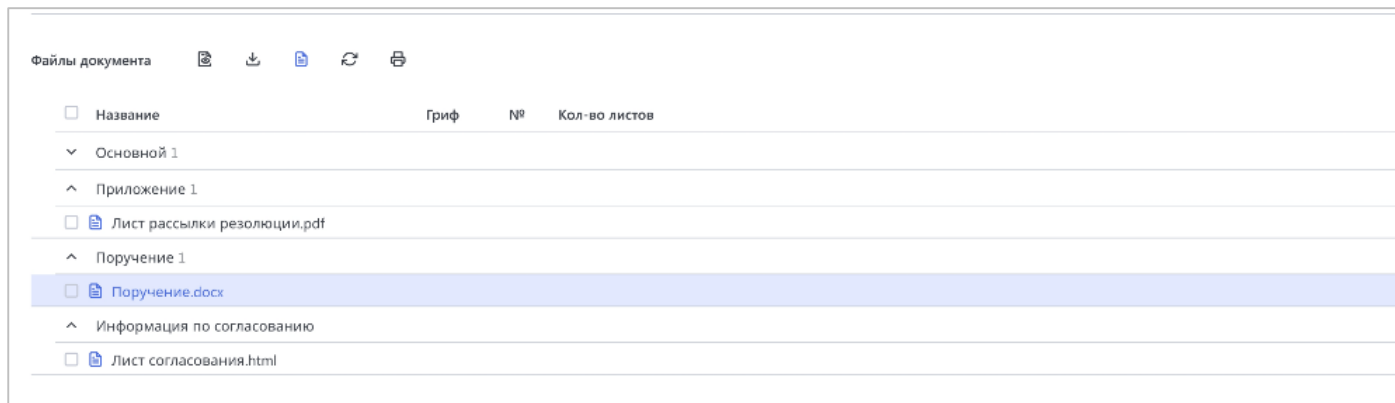 Файлы документа
Название Гриф № Кол-во листов
Основной 1
Приложение 1
Лист рассылки резолюции.pdf
Поручение 1
Поручение.docx
Информация по согласованию
Лист согласования.html